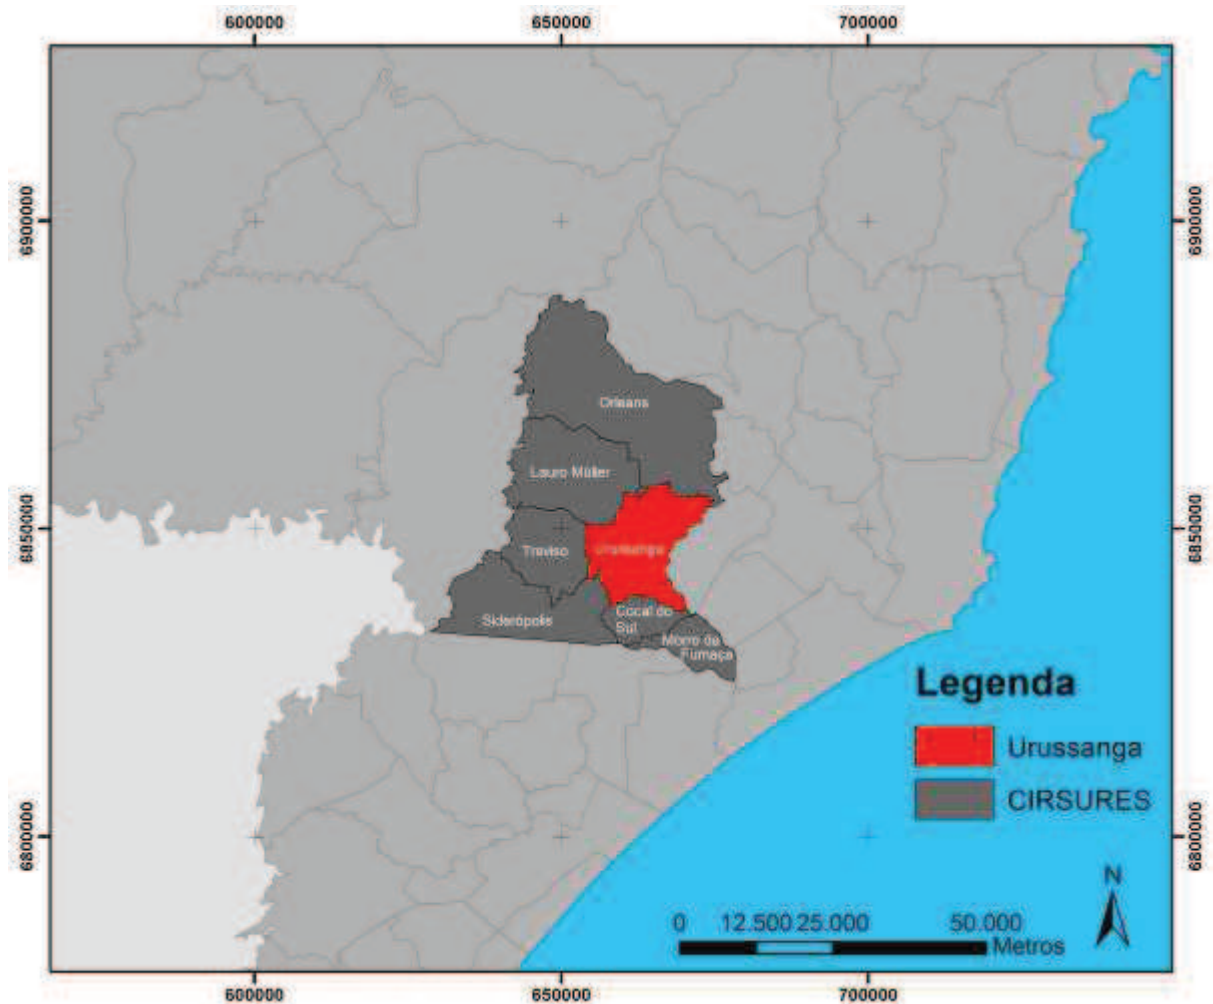 600000 650000 700000
6900000 6900000
Orleans
Lauro Müller
6850000 6850000
Treviso Urussanga
Siderópolis
Cocal do
Sul
Morro da
Fumaça
Legenda
Urussanga
CIRSURES
6800000 6800000
N
0 12.500 25.000 50.000
Metros
600000 650000 700000